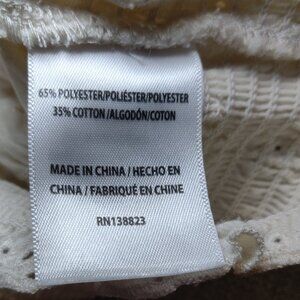 65% POLYESTER/POLIÉSTER/POLYESTER
35% COTTON/ALGODÓN/COTON
MADE IN CHINA / HECHO EN
CHINA / FABRIQUÉ EN CHINE
RN138823